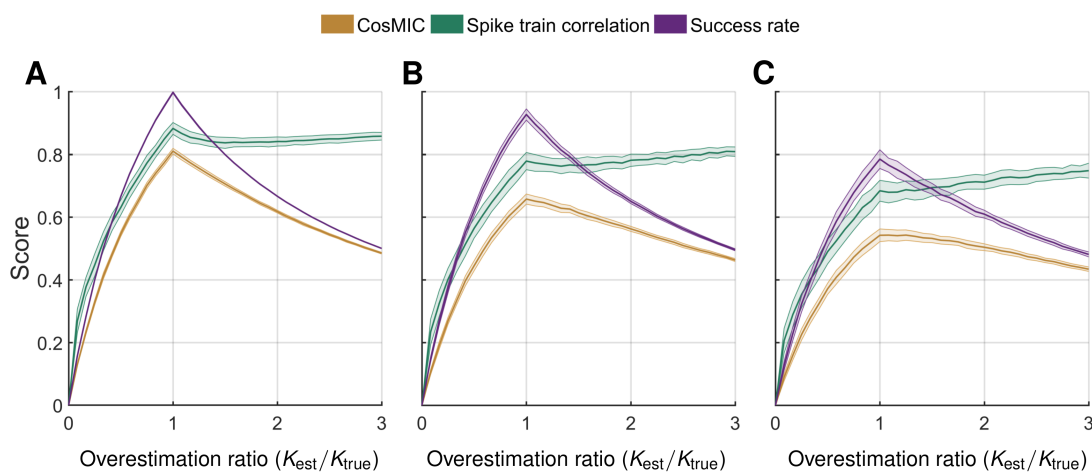 CosMIC Spike train correlation Success rate
A B C
Score
1
0.8
0.6
0.4
0.2
0
0 1 2 3 0 1 2 3 0 1 2 3
Overestimation ratio (Kest/Ktrue) Overestimation ratio (Kest/Ktrue) Overestimation ratio (Kest/Ktrue)